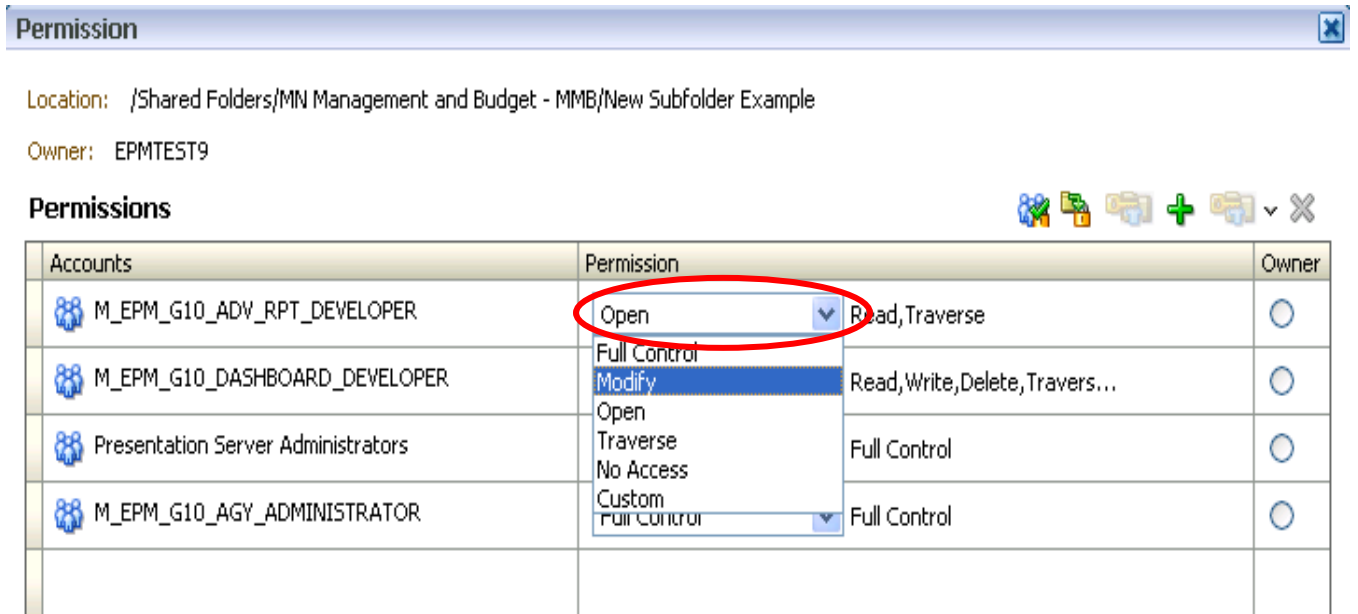 Permission
Location: /Shared Folders/MN Management and Budget - MMB/New Subfolder Example
Owner: EPMTEST9
Permissions
Accounts Permission Owner
M_EPM_G10_ADV_RPT_DEVELOPER Open Read,Traverse
Full Control
M_EPM_G10_DASHBOARD_DEVELOPER Modify Read,Write,Delete,Travers...
Open
Presentation Server Administrators Traverse Full Control
No Access
Custom
M_EPM_G10_AGY_ADMINISTRATOR Full Control Full Control